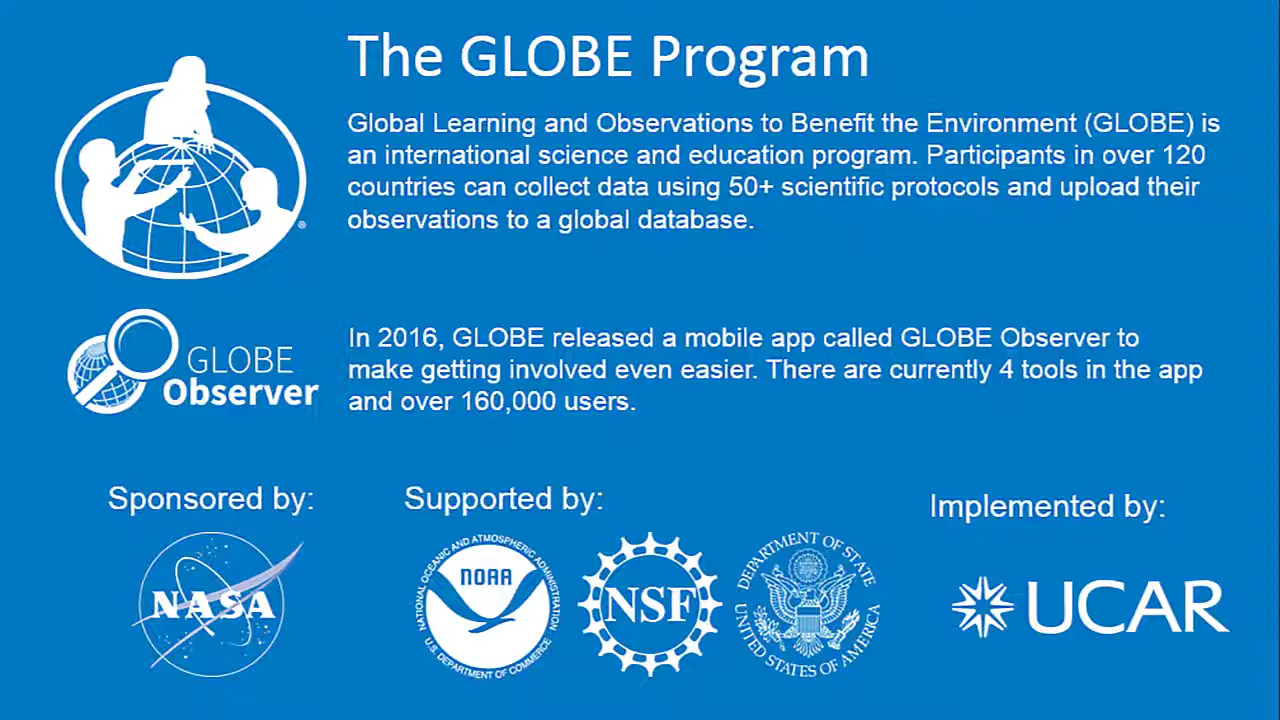 The GLOBE Program
Global Learning and Observations to Benefit the Environment (GLOBE) is
an international science and education program. Participants in over 120
countries can collect data using 50+ scientific protocols and upload their
observations to a global database.
®
GLOBE
Observer
In 2016, GLOBE released a mobile app called GLOBE Observer to
make getting involved even easier. There are currently 4 tools in the app
and over 160,000 users.
Sponsored by:
Supported by:
Implemented by:
NASA
NATIONAL OCEANIC AND ATMOSPHERIC ADMINISTRATION
NOAA
U.S. DEPARTMENT OF COMMERCE
NSF
DEPARTMENT OF STATE
UNITED STATES OF AMERICA
UCAR